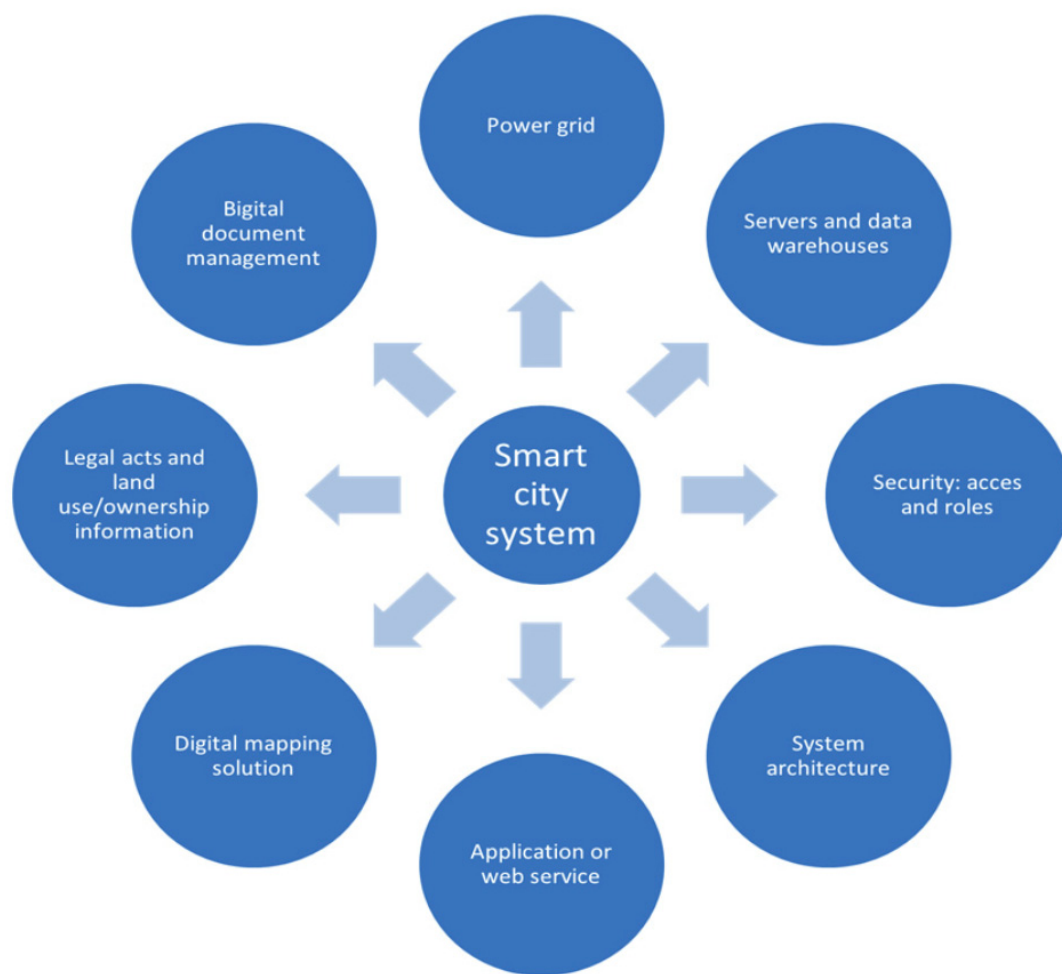 Power grid
Servers and data
warehouses
Security: acces
and roles
System
architecture
Application or
web service
Digital mapping
solution
Legal acts and
land
use/ownership
information
Bigital
document
management
Smart
city
system